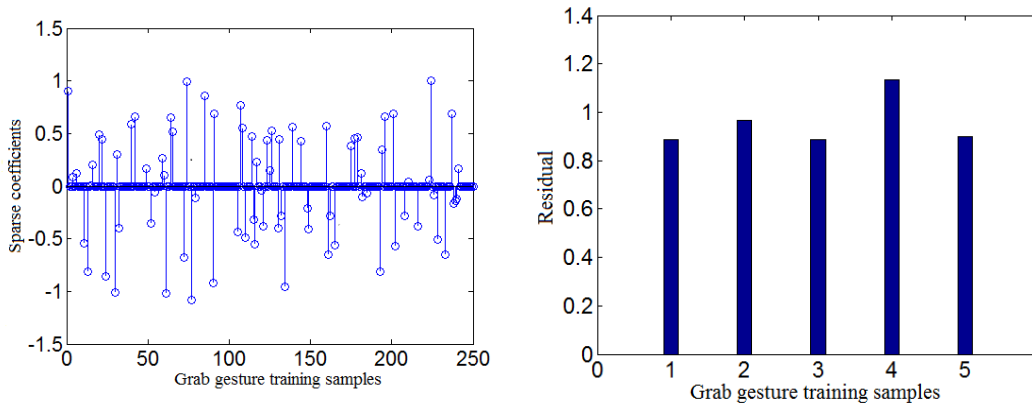 1.5
1
0.5
0
-0.5
-1
-1.5
0 50 100 150 200 250
Sparse coefficients
Grab gesture training samples
1.4
1.2
1
0.8
0.6
0.4
0.2
0
0 1 2 3 4 5
Residual
Grab gesture training samples